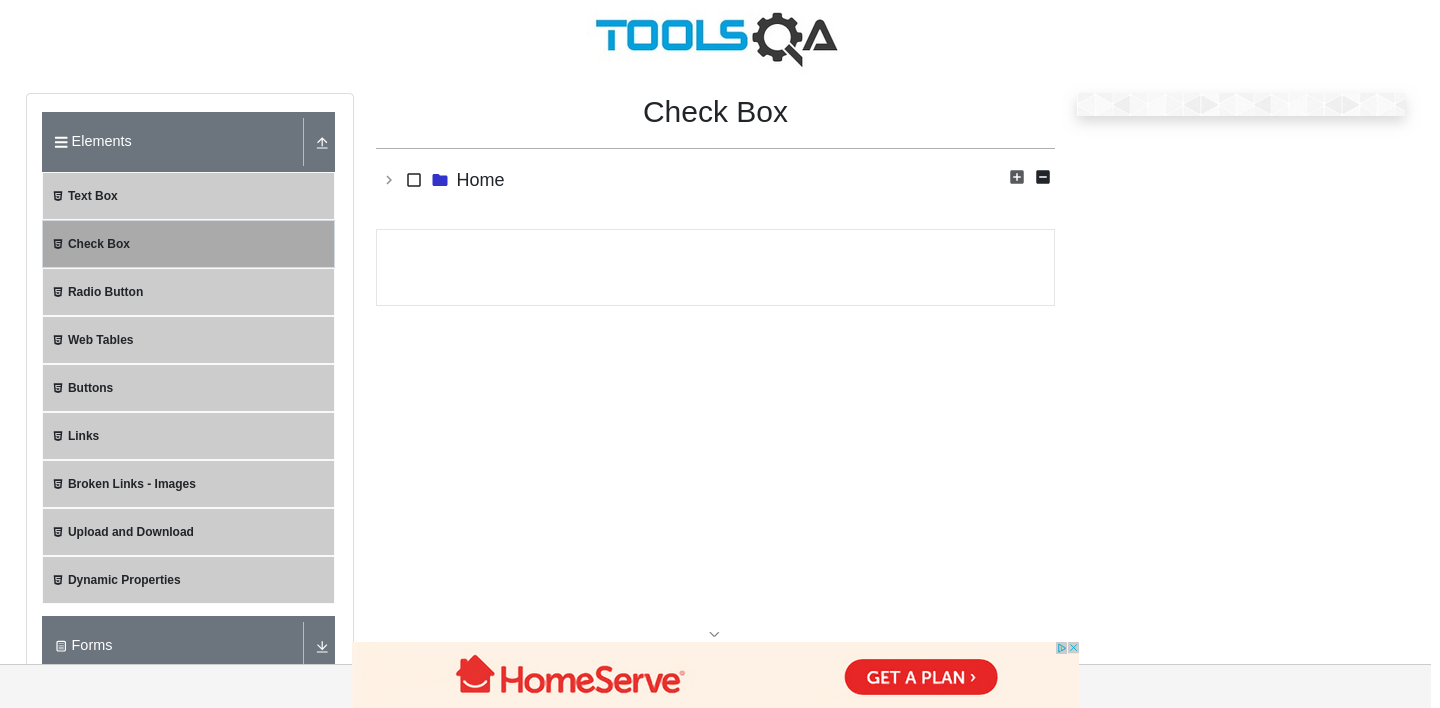 TOOLSQA
Check Box
Elements
Text Box
Check Box
Radio Button
Web Tables
Buttons
Links
Broken Links - Images
Upload and Download
Dynamic Properties
Forms
Home
HomeServe®
GET A PLAN ›